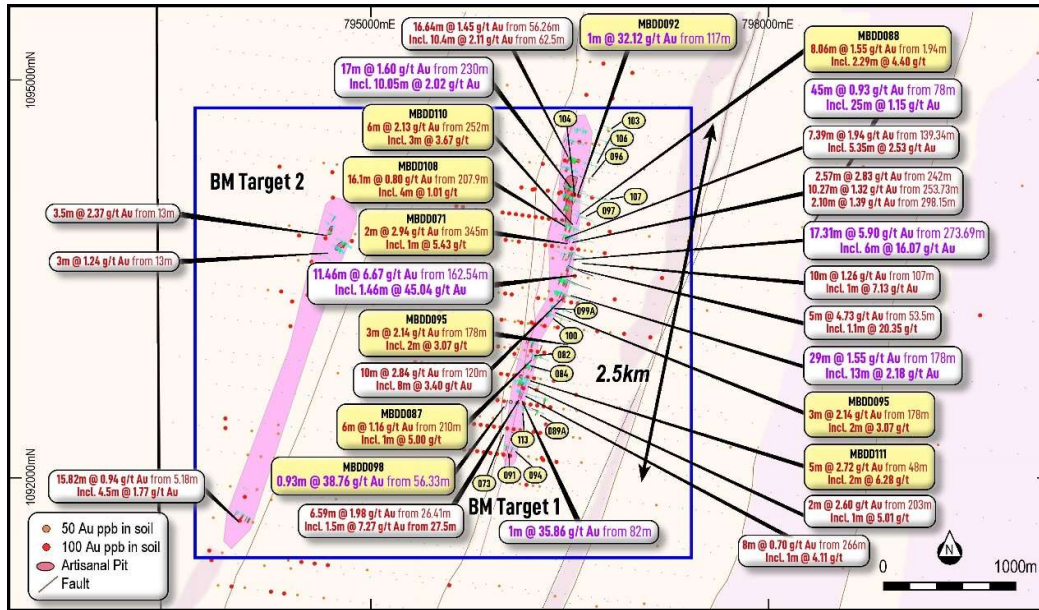 795000mE
798000mE
1095000mN
1092000mN
16.64m @ 1.45 g/t Au from 56.26m
Incl. 10.4m @ 2.11 g/t Au from 62.5m
MBDD092
1m @ 32.12 g/t Au from 117m
MBDD088
8.06m @ 1.55 g/t Au from 1.94m
Incl. 2.29m @ 4.40 g/t
17m @ 1.60 g/t Au from 230m
Incl. 10.05m @ 2.02 g/t Au
45m @ 0.93 g/t Au from 78m
Incl. 25m @ 1.15 g/t Au
MBDD110
6m @ 2.13 g/t Au from 252m
Incl. 3m @ 3.67 g/t
7.39m @ 1.94 g/t Au from 139.34m
Incl. 5.35m @ 2.53 g/t Au
MBDD108
16.1m @ 0.80 g/t Au from 207.9m
Incl. 4m @ 1.01 g/t
2.57m @ 2.83 g/t Au from 242m
10.27m @ 1.32 g/t Au from 253.73m
2.10m @ 1.39 g/t Au from 298.15m
BM Target 2
3.5m @ 2.37 g/t Au from 13m
3m @ 1.24 g/t Au from 13m
MBDD071
2m @ 2.94 g/t Au from 345m
Incl. 1m @ 5.43 g/t
17.31m @ 5.90 g/t Au from 273.69m
Incl. 6m @ 16.07 g/t Au
11.46m @ 6.67 g/t Au from 162.54m
Incl. 1.46m @ 45.04 g/t Au
10m @ 1.26 g/t Au from 107m
Incl. 1m @ 7.13 g/t Au
MBDD095
3m @ 2.14 g/t Au from 178m
Incl. 2m @ 3.07 g/t
5m @ 4.73 g/t Au from 53.5m
Incl. 1.1m @ 20.35 g/t
10m @ 2.84 g/t Au from 120m
Incl. 8m @ 3.40 g/t Au
29m @ 1.55 g/t Au from 178m
Incl. 13m @ 2.18 g/t Au
MBDD087
6m @ 1.16 g/t Au from 210m
Incl. 1m @ 5.00 g/t
MBDD095
3m @ 2.14 g/t Au from 178m
Incl. 2m @ 3.07 g/t
MBDD098
0.93m @ 38.76 g/t Au from 56.33m
MBDD111
5m @ 2.72 g/t Au from 48m
Incl. 2m @ 6.28 g/t
15.82m @ 0.94 g/t Au from 5.18m
Incl. 4.5m @ 1.77 g/t Au
6.59m @ 1.98 g/t Au from 26.41m
Incl. 1.5m @ 7.27 g/t Au from 27.5m
BM Target 1
1m @ 35.86 g/t Au from 82m
2m @ 2.60 g/t Au from 203m
Incl. 1m @ 5.01 g/t
8m @ 0.70 g/t Au from 266m
Incl. 1m @ 4.11 g/t
104
103
106
096
107
097
099A
100
082
084
089A
113
094
091
073
2.5km
50 Au ppb in soil
100 Au ppb in soil
Artisanal Pit
Fault
N
0
1000m